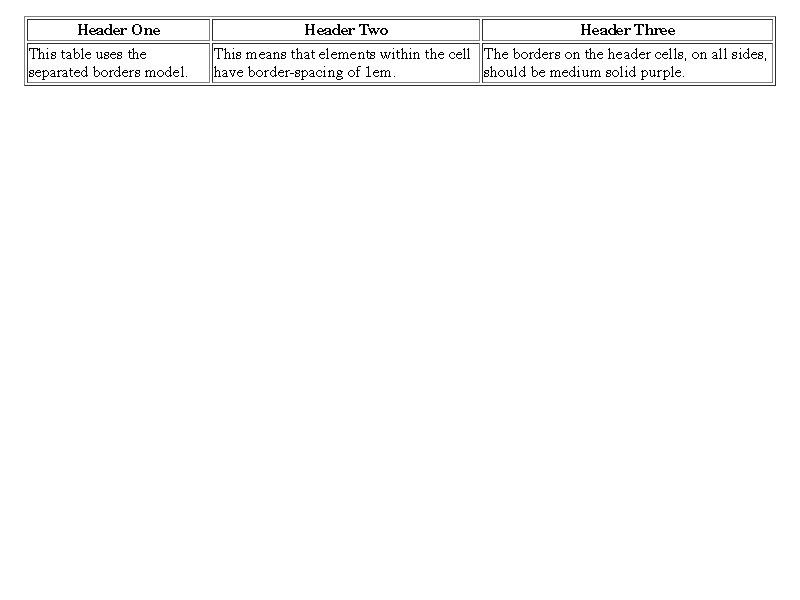 Header One Header Two Header Three
This table uses the
separated borders model.
This means that elements within the cell
have border-spacing of 1em.
The borders on the header cells, on all sides,
should be medium solid purple.